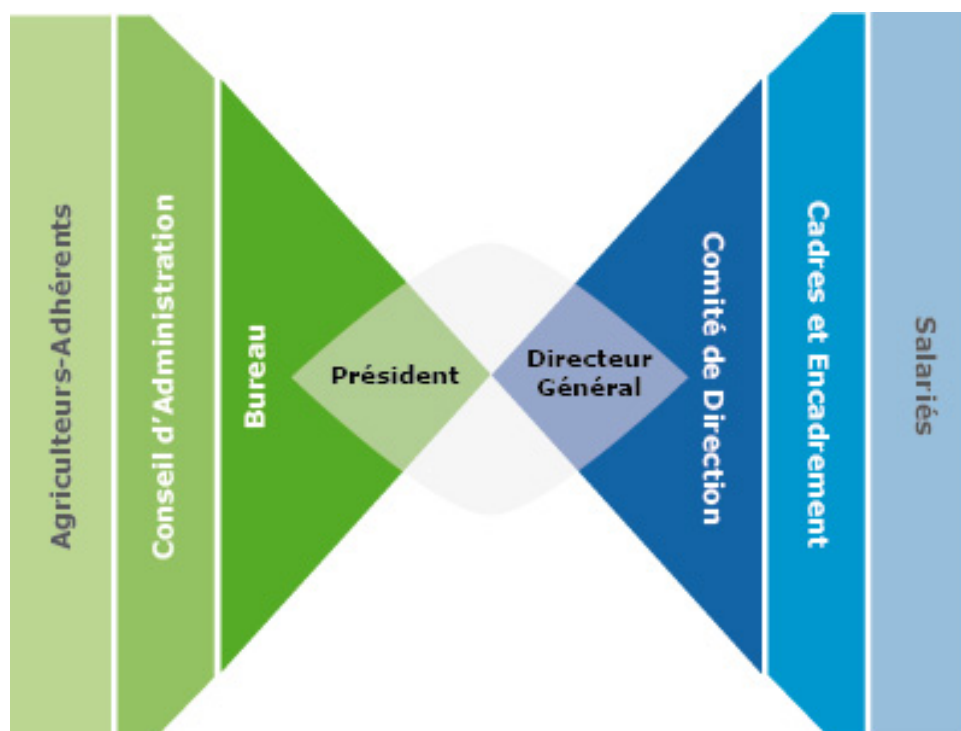 Agriculteurs-Adhérents
Conseil d'Administration
Bureau
Président
Directeur
Général
Comité de Direction
Cadres et Encadrement
Salariés